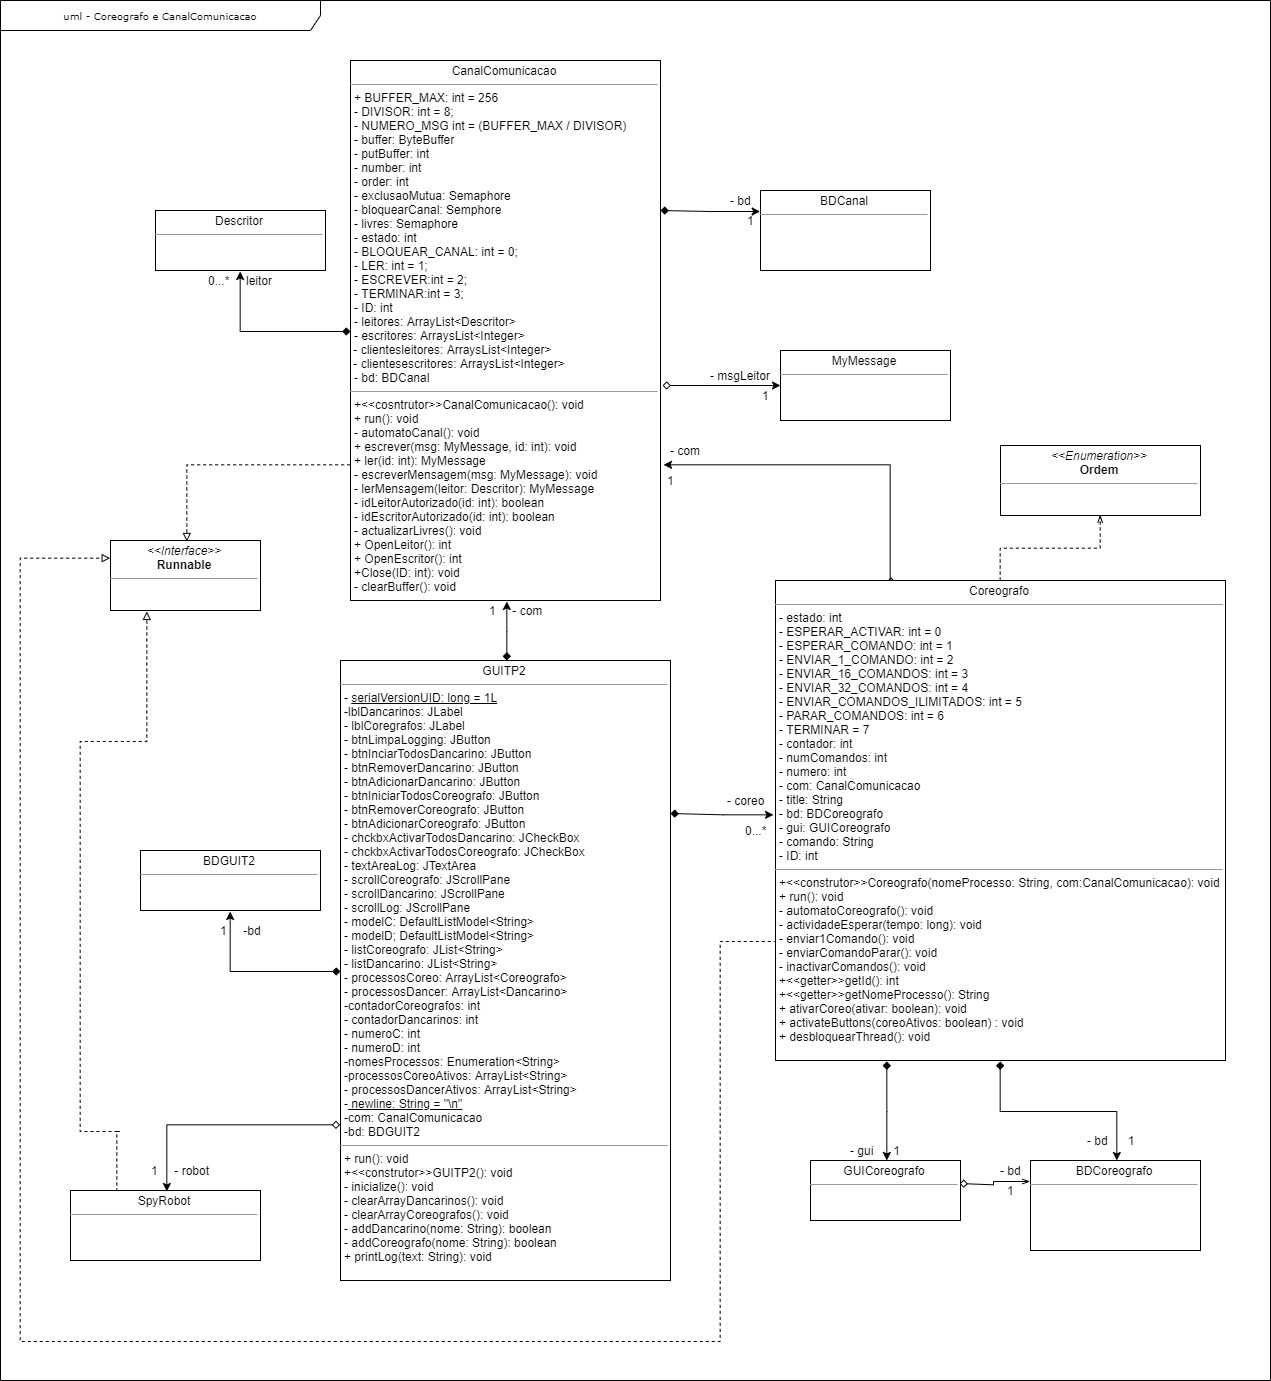 uml - Coreografo e CanalComunicacao
CanalComunicacao
+ BUFFER_MAX: int = 256
- DIVISOR: int = 8;
- NUMERO_MSG int = (BUFFER_MAX / DIVISOR)
- buffer: ByteBuffer
- putBuffer: int
- number: int
- order: int
- exclusaoMutua: Semaphore
- bloquearCanal: Semphore
- livres: Semaphore
- estado: int
- BLOQUEAR_CANAL: int = 0;
- LER: int = 1;
- ESCREVER:int = 2;
- TERMINAR:int = 3;
- ID: int
- leitores: ArrayList<Descritor>
- escritores: ArraysList<Integer>
- clientesleitores: ArraysList<Integer>
- clientesescritores: ArraysList<Integer>
- bd: BDCanal
+<<cosntrutor>>CanalComunicacao(): void
+ run(): void
- automatoCanal(): void
+ escrever(msg: MyMessage, id: int): void
+ ler(id: int): MyMessage
- escreverMensagem(msg: MyMessage): void
- lerMensagem(leitor: Descritor): MyMessage
- idLeitorAutorizado(id: int): boolean
- idEscritorAutorizado(id: int): boolean
- actualizarLivres(): void
+ OpenLeitor(): int
+ OpenEscritor(): int
+Close(ID: int): void
- clearBuffer(): void
Descritor
0...*
leitor
- bd
1
BDCanal
- msgLeitor
1
MyMessage
- com
1
<<Enumeration>>
Ordem
<<Interface>>
Runnable
1
- com
GUITP2
- serialVersionUID: long = 1L
-lblDancarinos: JLabel
- lblCoregrafos: JLabel
- btnLimpaLogging: JButton
- btnInciarTodosDancarino: JButton
- btnRemoverDancarino: JButton
- btnAdicionarDancarino: JButton
- btnIniciarTodosCoreografo: JButton
- btnRemoverCoreografo: JButton
- btnAdicionarCoreografo: JButton
- chckbxActivarTodosDancarino: JCheckBox
- chckbxActivarTodosCoreografo: JCheckBox
- textAreaLog: JTextArea
- scrollCoreografo: JScrollPane
- scrollDancarino: JScrollPane
- scrollLog: JScrollPane
- modelC: DefaultListModel<String>
- modelD; DefaultListModel<String>
- listCoreografo: JList<String>
- listDancarino: JList<String>
- processosCoreo: ArrayList<Coreografo>
- processosDancer: ArrayList<Dancarino>
-contadorCoreografos: int
- contadorDancarinos: int
- numeroC: int
- numeroD: int
-nomesProcessos: Enumeration<String>
-processosCoreoAtivos: ArrayList<String>
- processosDancerAtivos: ArrayList<String>
- newline: String = "\n"
-com: CanalComunicacao
-bd: BDGUIT2
+ run(): void
+<<construtor>>GUITP2(): void
- inicialize(): void
- clearArrayDancarinos(): void
- clearArrayCoreografos(): void
- addDancarino(nome: String): boolean
- addCoreografo(nome: String): boolean
+ printLog(text: String): void
- coreo
0...*
Coreografo
- estado: int
- ESPERAR_ACTIVAR: int = 0
- ESPERAR_COMANDO: int = 1
- ENVIAR_1_COMANDO: int = 2
- ENVIAR_16_COMANDOS: int = 3
- ENVIAR_32_COMANDOS: int = 4
- ENVIAR_COMANDOS_ILIMITADOS: int = 5
- PARAR_COMANDOS: int = 6
- TERMINAR = 7
- contador: int
- numComandos: int
- numero: int
- com: CanalComunicacao
- title: String
- bd: BDCoreografo
- gui: GUICoreografo
- comando: String
- ID: int
+<<construtor>>Coreografo(nomeProcesso: String, com:CanalComunicacao): void
+ run(): void
- automatoCoreografo(): void
- actividadeEsperar(tempo: long): void
- enviar1Comando(): void
- enviarComandoParar(): void
- inactivarComandos(): void
+<<getter>>getId(): int
+<<getter>>getNomeProcesso(): String
+ ativarCoreo(ativar: boolean): void
+ activateButtons(coreoAtivos: boolean) : void
+ desbloquearThread(): void
BDGUIT2
1
-bd
1
- robot
SpyRobot
- gui
1
GUICoreografo
- bd
1
- bd
1
BDCoreografo